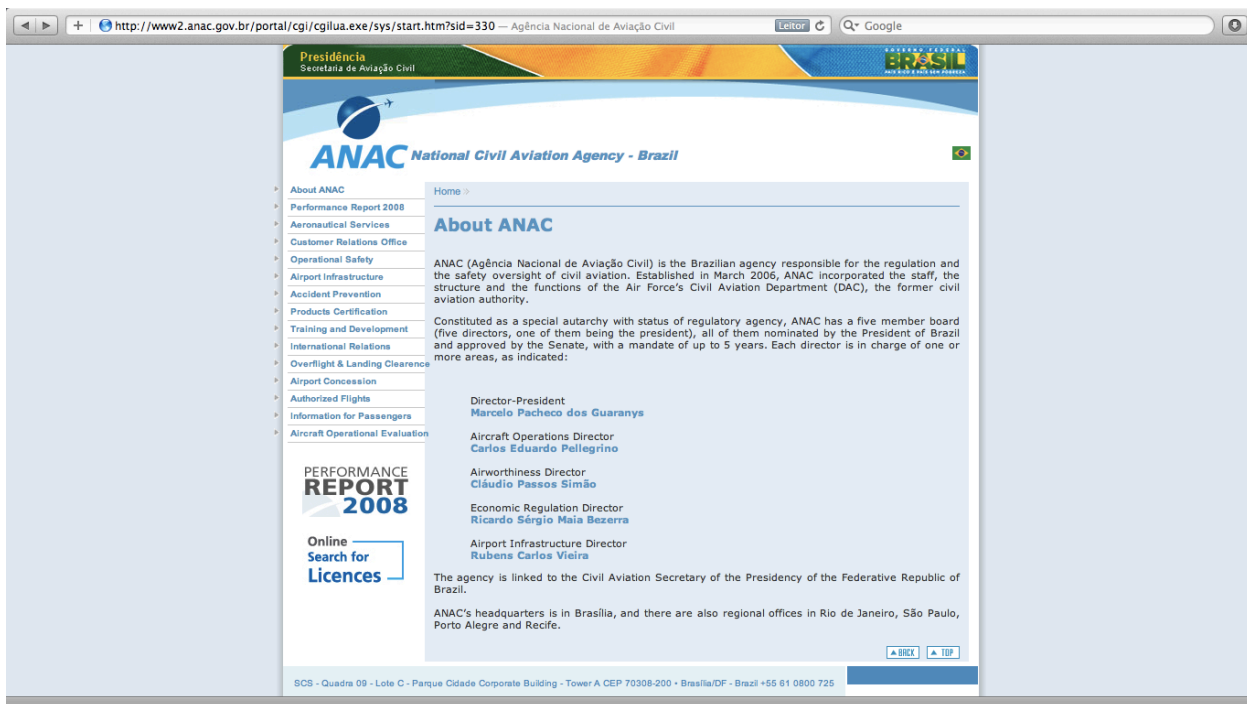 http://www2.anac.gov.br/portal/cgi/cgilua.exe/sys/start.htm?sid=330 — Agência Nacional de Aviação Civil
Leitor
Google
Presidência
Secretaria de Aviação Civil
GOVERNO FEDERAL
BRASIL
PAÍS RICO É PAÍS SEM POBREZA
ANAC National Civil Aviation Agency - Brazil
About ANAC
Performance Report 2008
Aeronautical Services
Customer Relations Office
Operational Safety
Airport Infrastructure
Accident Prevention
Products Certification
Training and Development
International Relations
Overflight & Landing Clearence
Airport Concession
Authorized Flights
Information for Passengers
Aircraft Operational Evaluation
PERFORMANCE
REPORT
2008
Online
Search for
Licences
Home »
About ANAC
ANAC (Agência Nacional de Aviação Civil) is the Brazilian agency responsible for the regulation and
the safety oversight of civil aviation. Established in March 2006, ANAC incorporated the staff, the
structure and the functions of the Air Force's Civil Aviation Department (DAC), the former civil
aviation authority.
Constituted as a special autarchy with status of regulatory agency, ANAC has a five member board
(five directors, one of them being the president), all of them nominated by the President of Brazil
and approved by the Senate, with a mandate of up to 5 years. Each director is in charge of one or
more areas, as indicated:
Director-President
Marcelo Pacheco dos Guaranys
Aircraft Operations Director
Carlos Eduardo Pellegrino
Airworthiness Director
Cláudio Passos Simão
Economic Regulation Director
Ricardo Sérgio Maia Bezerra
Airport Infrastructure Director
Rubens Carlos Vieira
The agency is linked to the Civil Aviation Secretary of the Presidency of the Federative Republic of
Brazil.
ANAC's headquarters is in Brasília, and there are also regional offices in Rio de Janeiro, São Paulo,
Porto Alegre and Recife.
BACK
TOP
SCS - Quadra 09 - Lote C - Parque Cidade Corporate Building - Tower A CEP 70308-200 • Brasília/DF - Brazil +55 61 0800 725